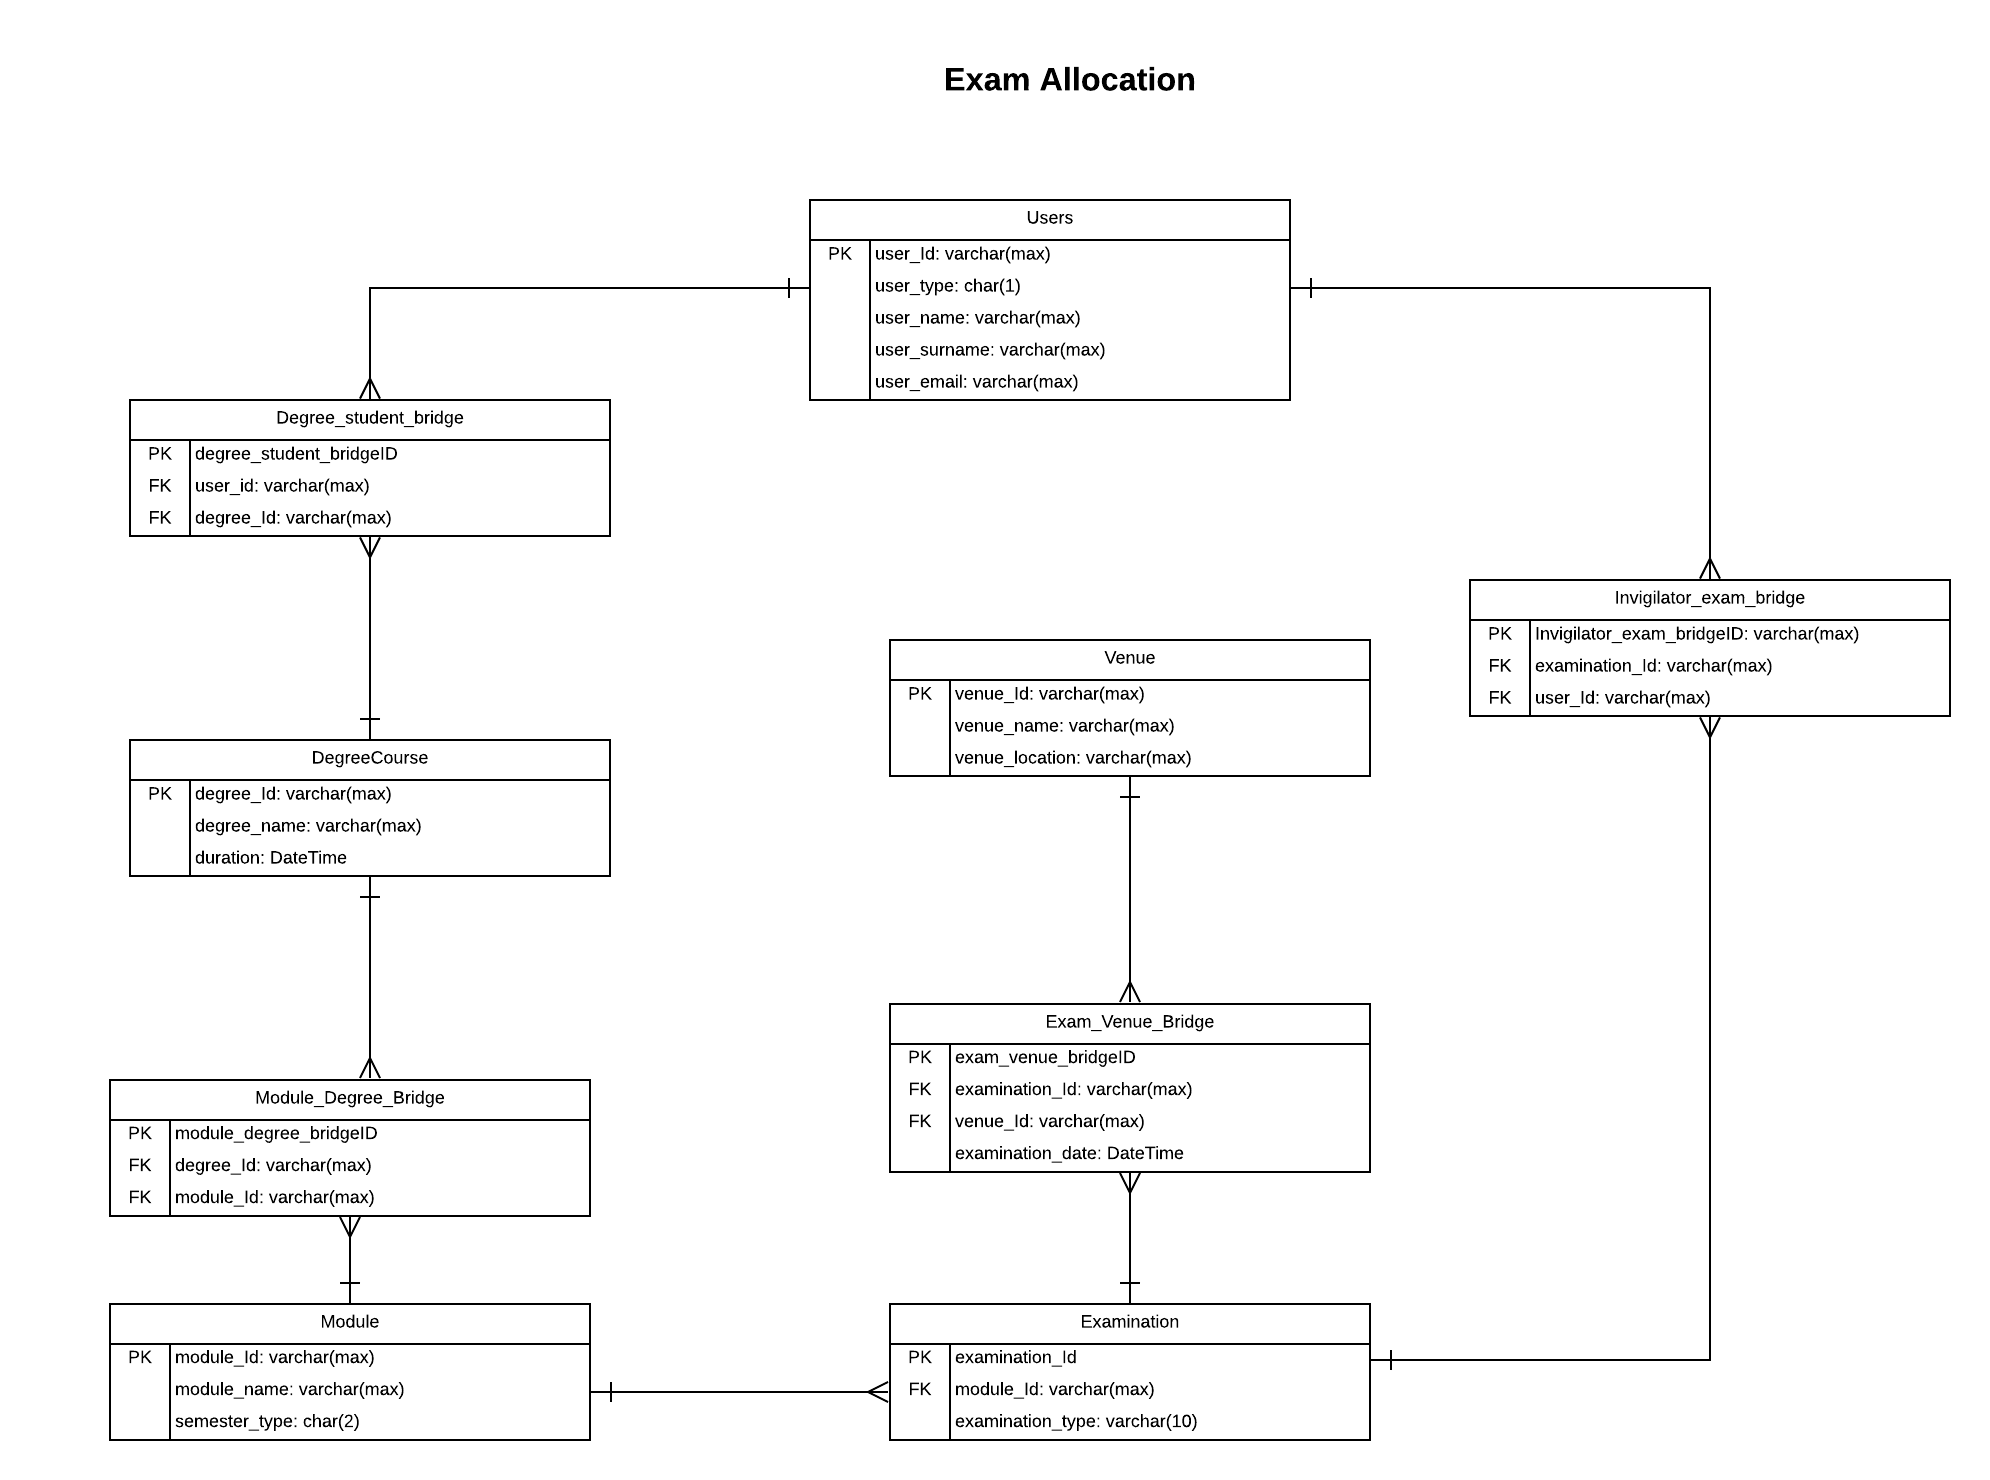 Exam Allocation
Users
PK user_Id: varchar(max)
user_type: char(1)
user_name: varchar(max)
user_surname: varchar(max)
user_email: varchar(max)
Degree_student_bridge
PK degree_student_bridgeID
FK user_id: varchar(max)
FK degree_Id: varchar(max)
Invigilator_exam_bridge
PK Invigilator_exam_bridgeID: varchar(max)
FK examination_Id: varchar(max)
FK user_Id: varchar(max)
Venue
PK venue_Id: varchar(max)
venue_name: varchar(max)
venue_location: varchar(max)
DegreeCourse
PK degree_Id: varchar(max)
degree_name: varchar(max)
duration: DateTime
Exam_Venue_Bridge
PK exam_venue_bridgeID
FK examination_Id: varchar(max)
FK venue_Id: varchar(max)
examination_date: DateTime
Module_Degree_Bridge
PK module_degree_bridgeID
FK degree_Id: varchar(max)
FK module_Id: varchar(max)
Module
PK module_Id: varchar(max)
module_name: varchar(max)
semester_type: char(2)
Examination
PK examination_Id
FK module_Id: varchar(max)
examination_type: varchar(10)